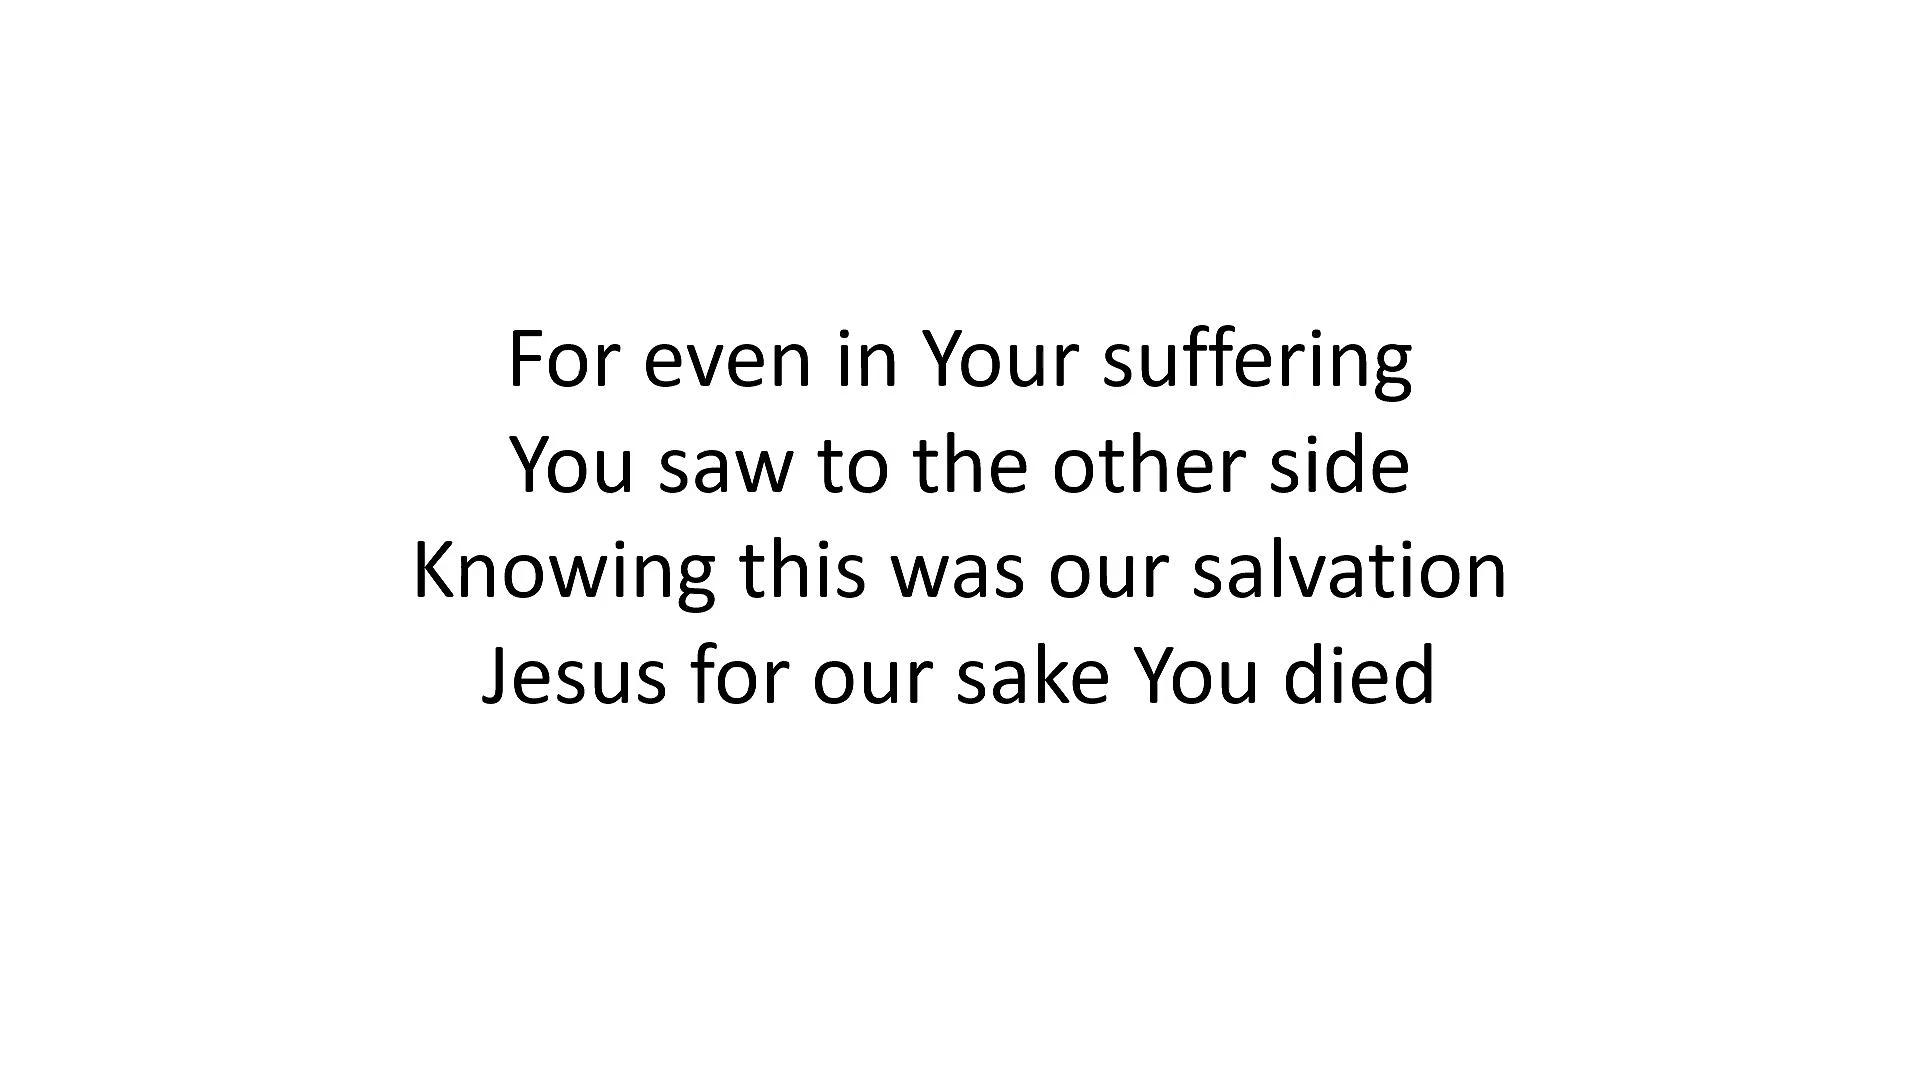 For even in Your suffering
You saw to the other side
Knowing this was our salvation
Jesus for our sake You died